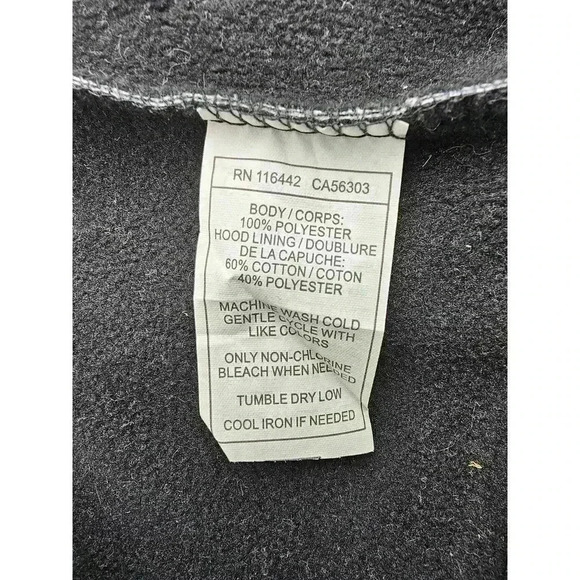 RN 116442 CA56303
BODY / CORPS:
100% POLYESTER
HOOD LINING / DOUBLURE
DE LA CAPUCHE:
60% COTTON / COTON
40% POLYESTER
MACHINE WASH COLD
GENTLE CYCLE WITH
LIKE COLORS
ONLY NON-CHLORINE
BLEACH WHEN NEEDED
TUMBLE DRY LOW
COOL IRON IF NEEDED